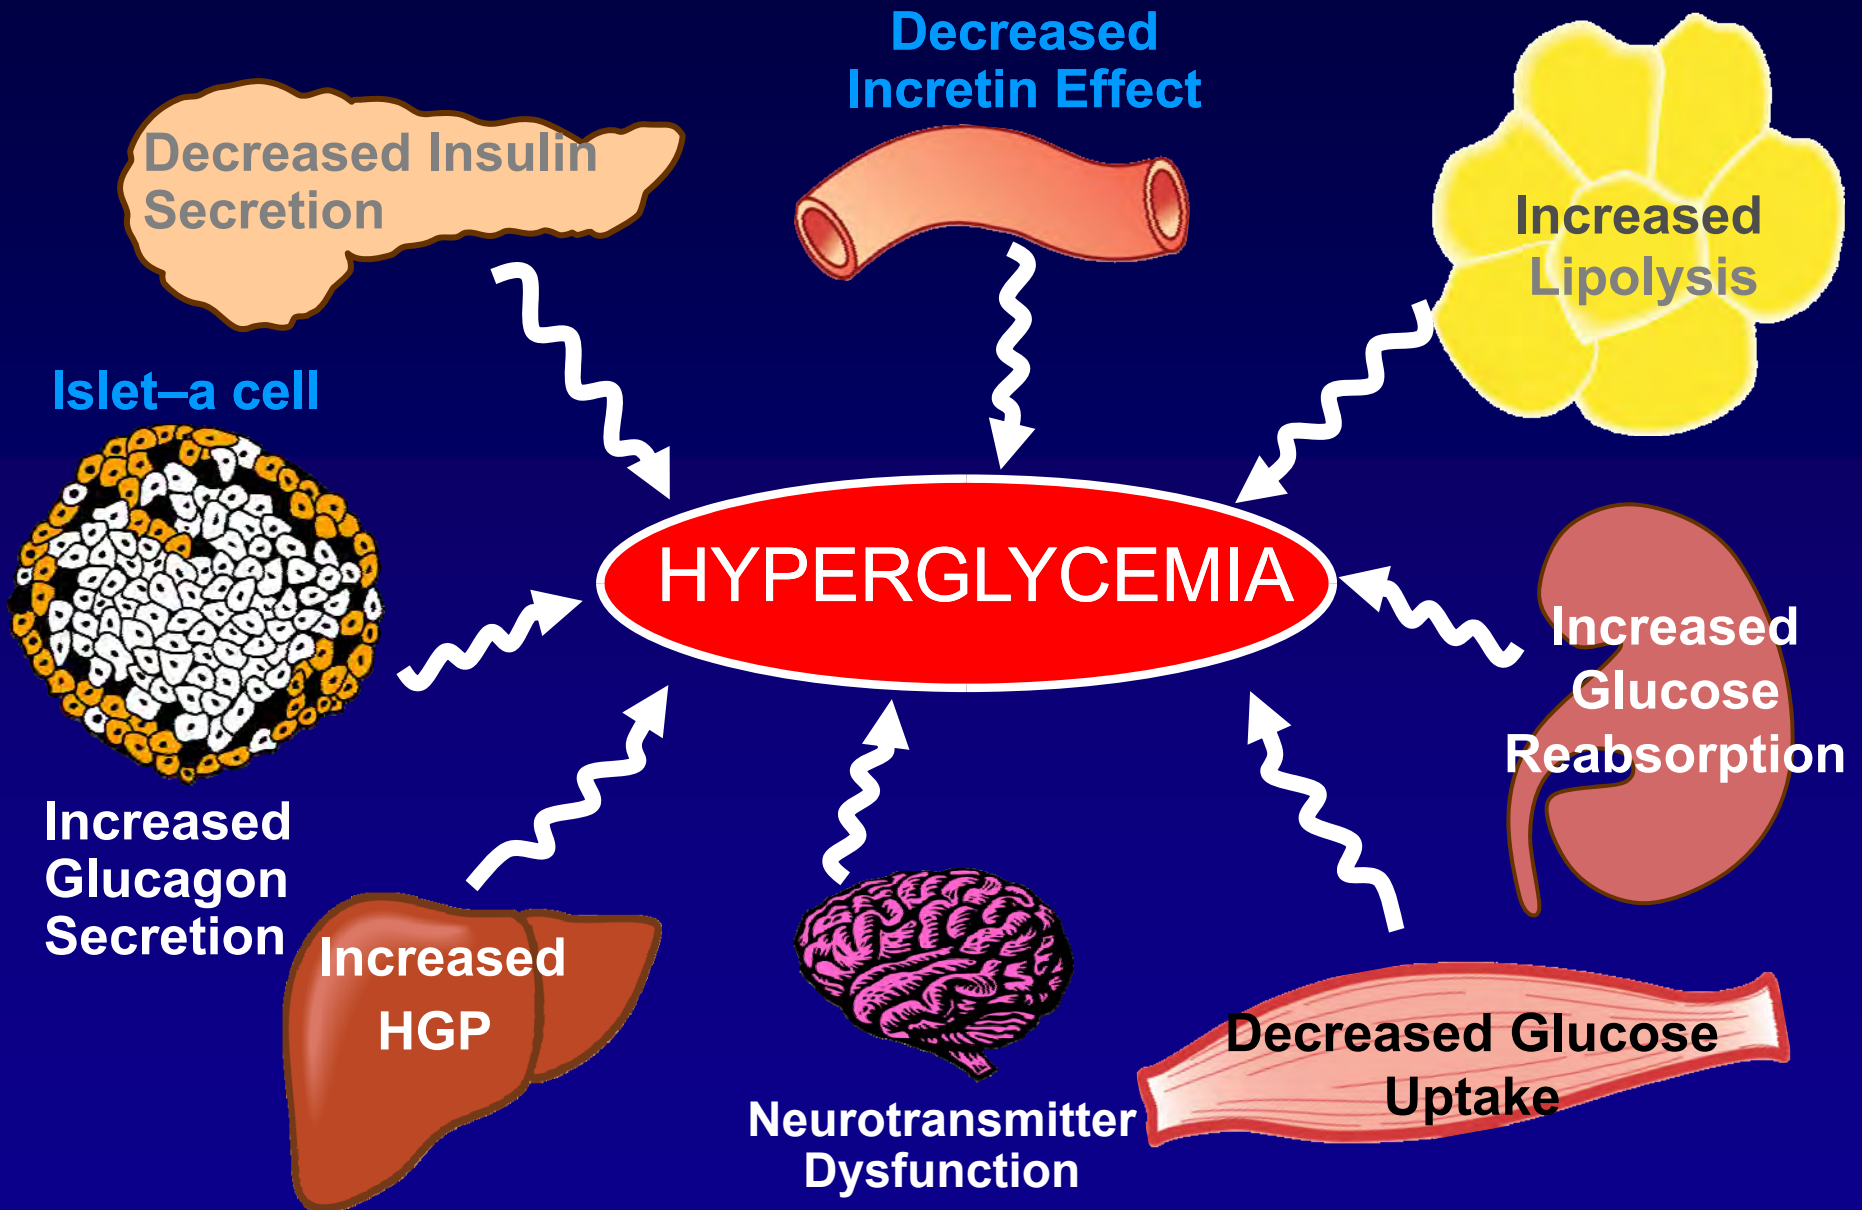 Decreased
Incretin Effect
Decreased Insulin
Secretion
Increased
Lipolysis
Islet–a cell
HYPERGLYCEMIA
Increased
Glucose
Reabsorption
Increased
Glucagon
Secretion
Increased
HGP
Neurotransmitter
Dysfunction
Decreased Glucose
Uptake